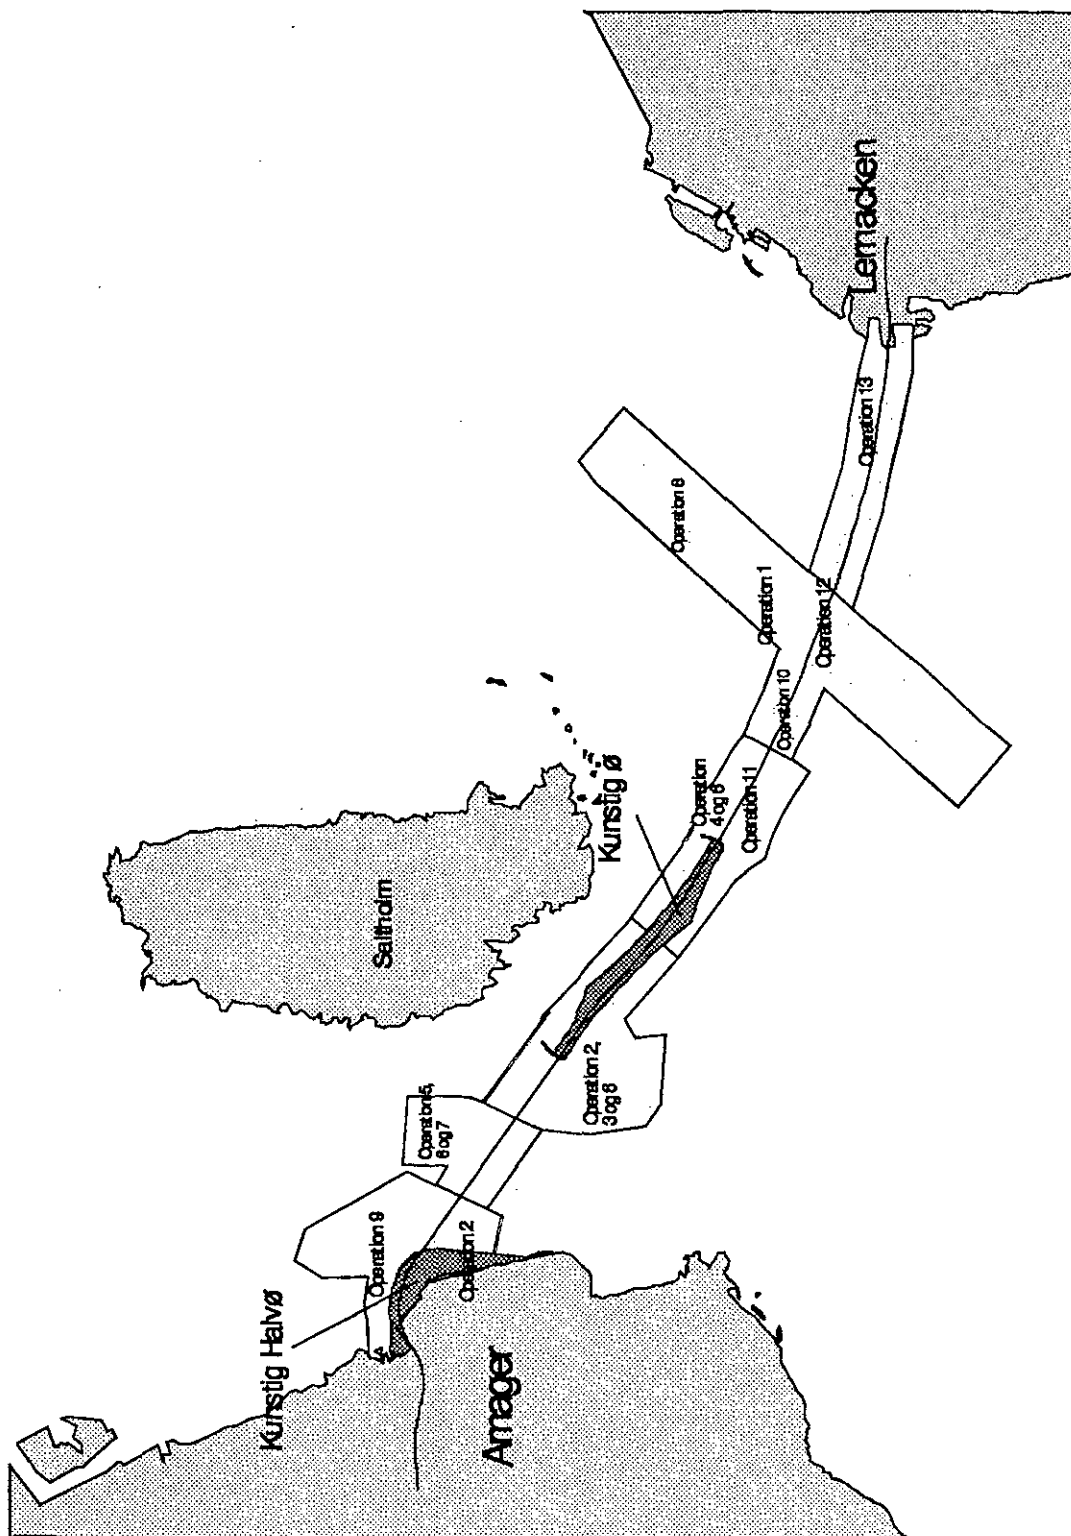 Kunstig Halvø
Amager
Operation 9
Operation 2
Operation 5,
6 og 7
Operation 2,
3 og 6
Saltholm
Kunstig Ø
Operation
4 og 6
Operation 11
Operation 10
Operation 1
Operation 12
Operation 8
Operation 13
Lernacken